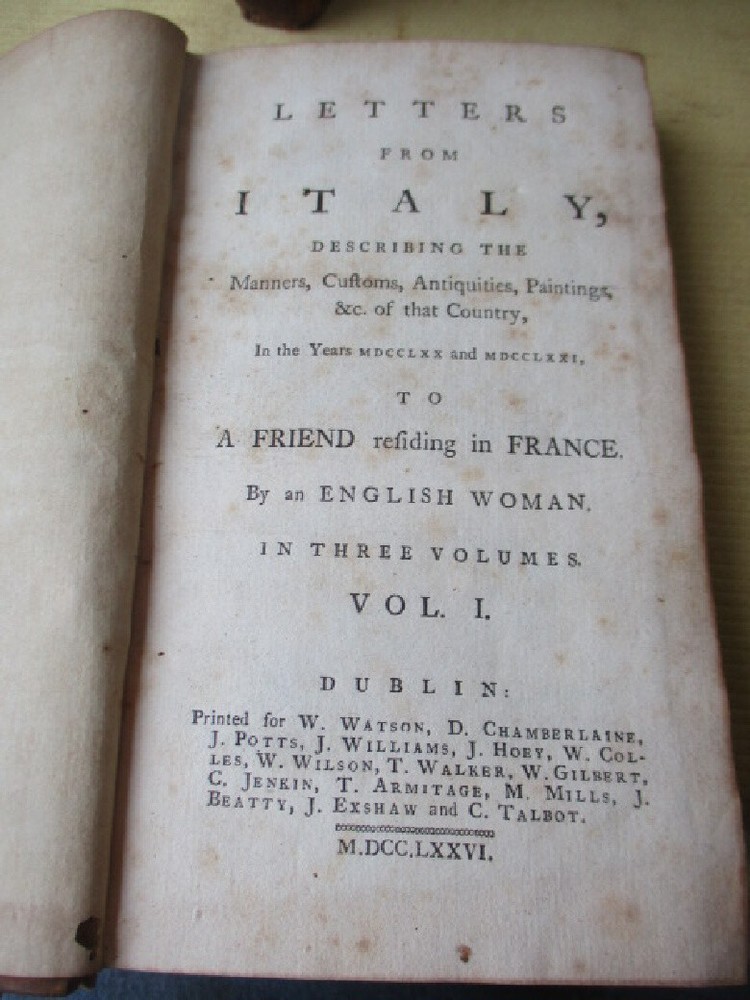 LETTERS
FROM
ITALY,
DESCRIBING THE
Manners, Cuſtoms, Antiquities, Paintings,
&c. of that Country,
In the Years MDCCLXX and MDCCLXXI,
TO
A FRIEND reſiding in FRANCE.
By an ENGLISH WOMAN.
IN THREE VOLUMES.
VOL. I.
DUBLIN:
Printed for W. WATSON, D. CHAMBERLAINE,
J. POTTS, J. WILLIAMS, J. HOEY, W. COL-
LES, W. WILSON, T. WALKER, W. GILBERT,
C. JENKIN, T. ARMITAGE, M. MILLS, J.
BEATTY, J. EXSHAW and C. TALBOT.
M.DCC.LXXVI.